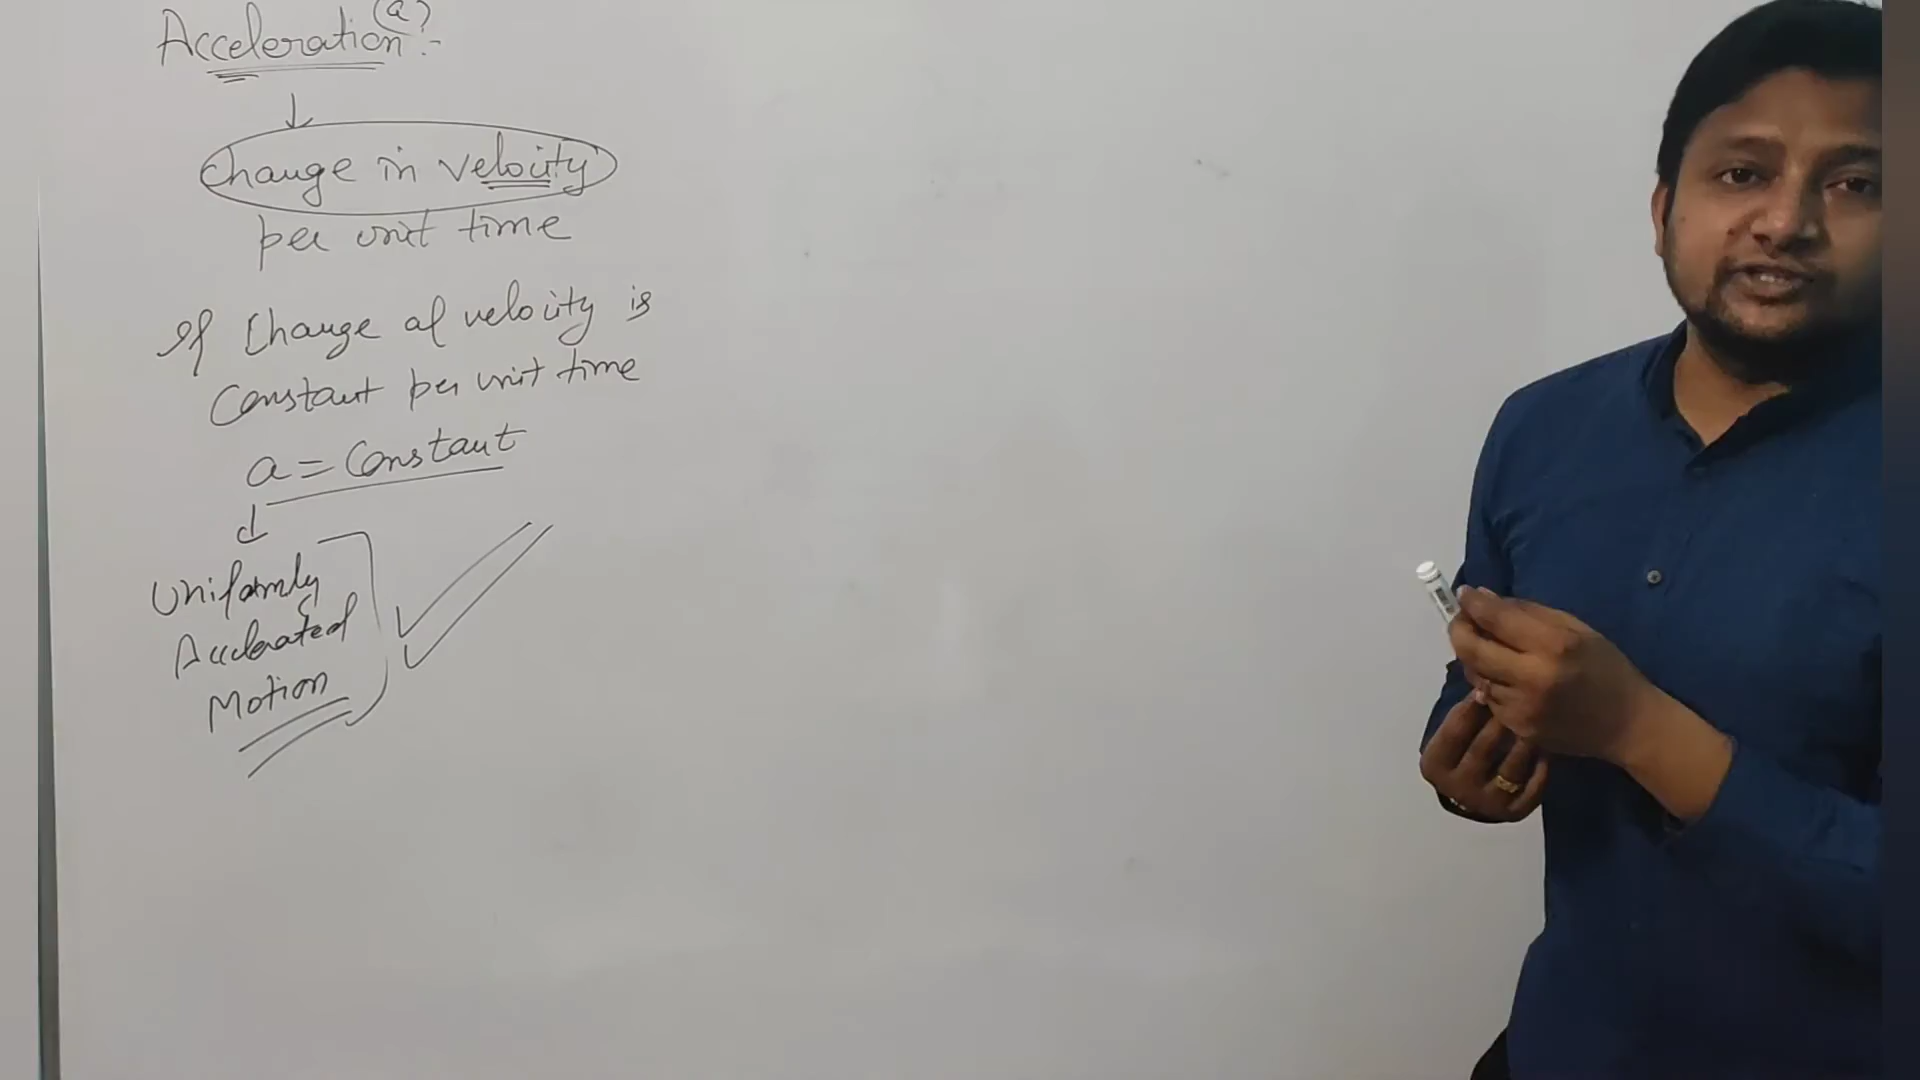 Acceleration(a):-
Change in velocity
per unit time
If Change of velocity is
Constant per unit time
a = Constant
Uniformly
Accelerated
Motion